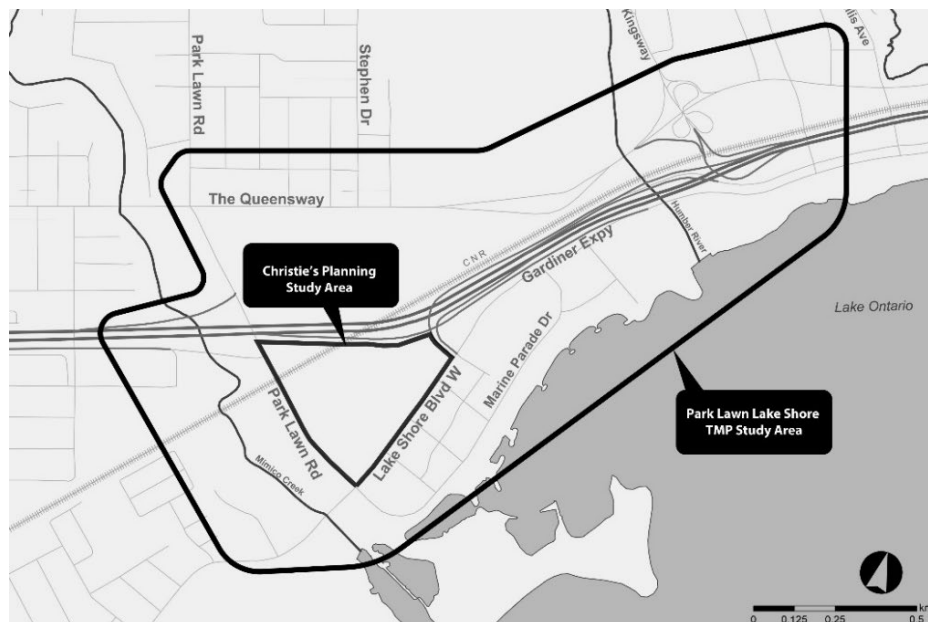 Park Lawn Rd
Stephen Dr
Kingsway
The Queensway
CNR
Gardiner Expy
Humber River
Christie's Planning
Study Area
Lake Ontario
Marine Parade Dr
Lake Shore Blvd W
Park Lawn Rd
Mimico Creek
Park Lawn Lake Shore
TMP Study Area
0 0.125 0.25 0.5